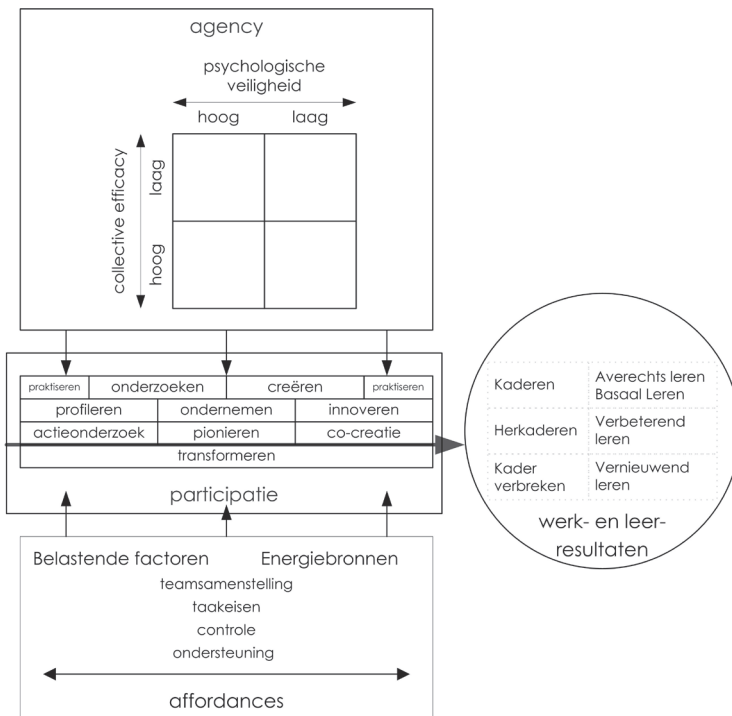 agency
psychologische
veiligheid
hoog laag
collective efficacy
laag
hoog
praktiseren onderzoeken creëren praktiseren
profileren ondernemen innoveren
actieonderzoek pionieren co-creatie
transformeren
participatie
Belastende factoren Energiebronnen
teamsamenstelling
taakeisen
controle
ondersteuning
affordances
Kaderen Averechts leren
Basaal Leren
Herkaderen Verbeterend
leren
Kader Vernieuwend
verbreken leren
werk- en leer-
resultaten